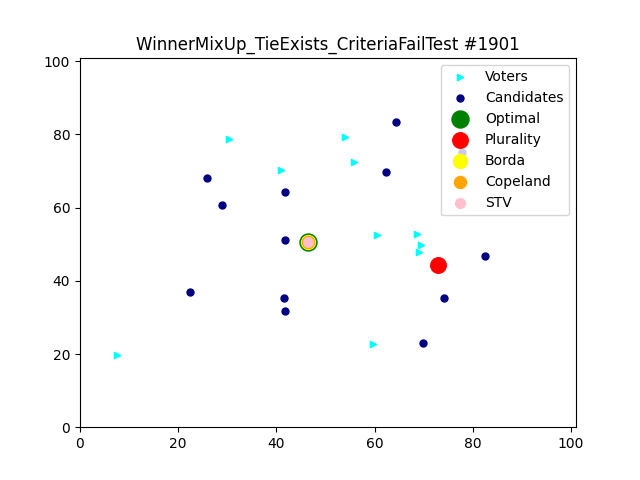 WinnerMixUp_TieExists_CriteriaFailTest #1901
100
80
60
40
20
0
0
20
40
60
80
100
Voters
Candidates
Optimal
Plurality
Borda
Copeland
STV